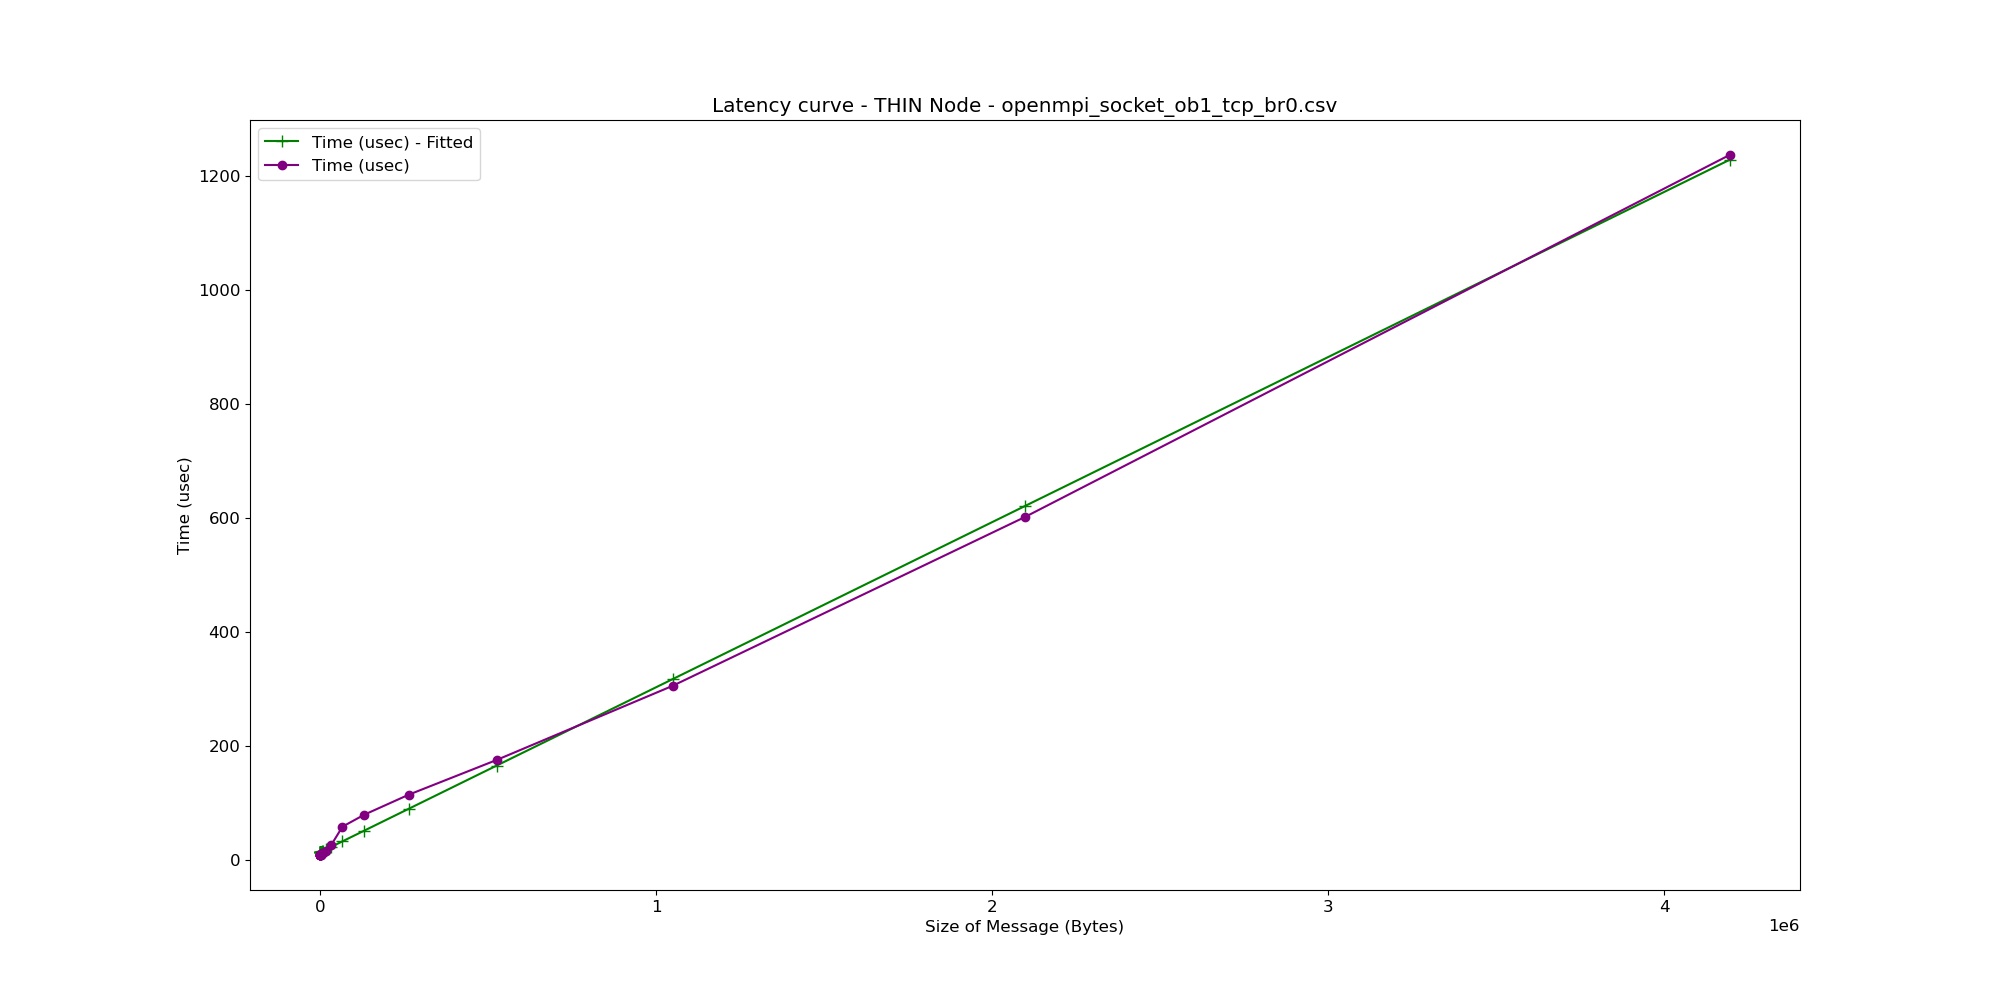 Latency curve - THIN Node - openmpi_socket_ob1_tcp_br0.csv
Time (usec) - Fitted
Time (usec)
1200
1000
800
600
400
200
0
Time (usec)
0 1 2 3 4
Size of Message (Bytes)
1e6